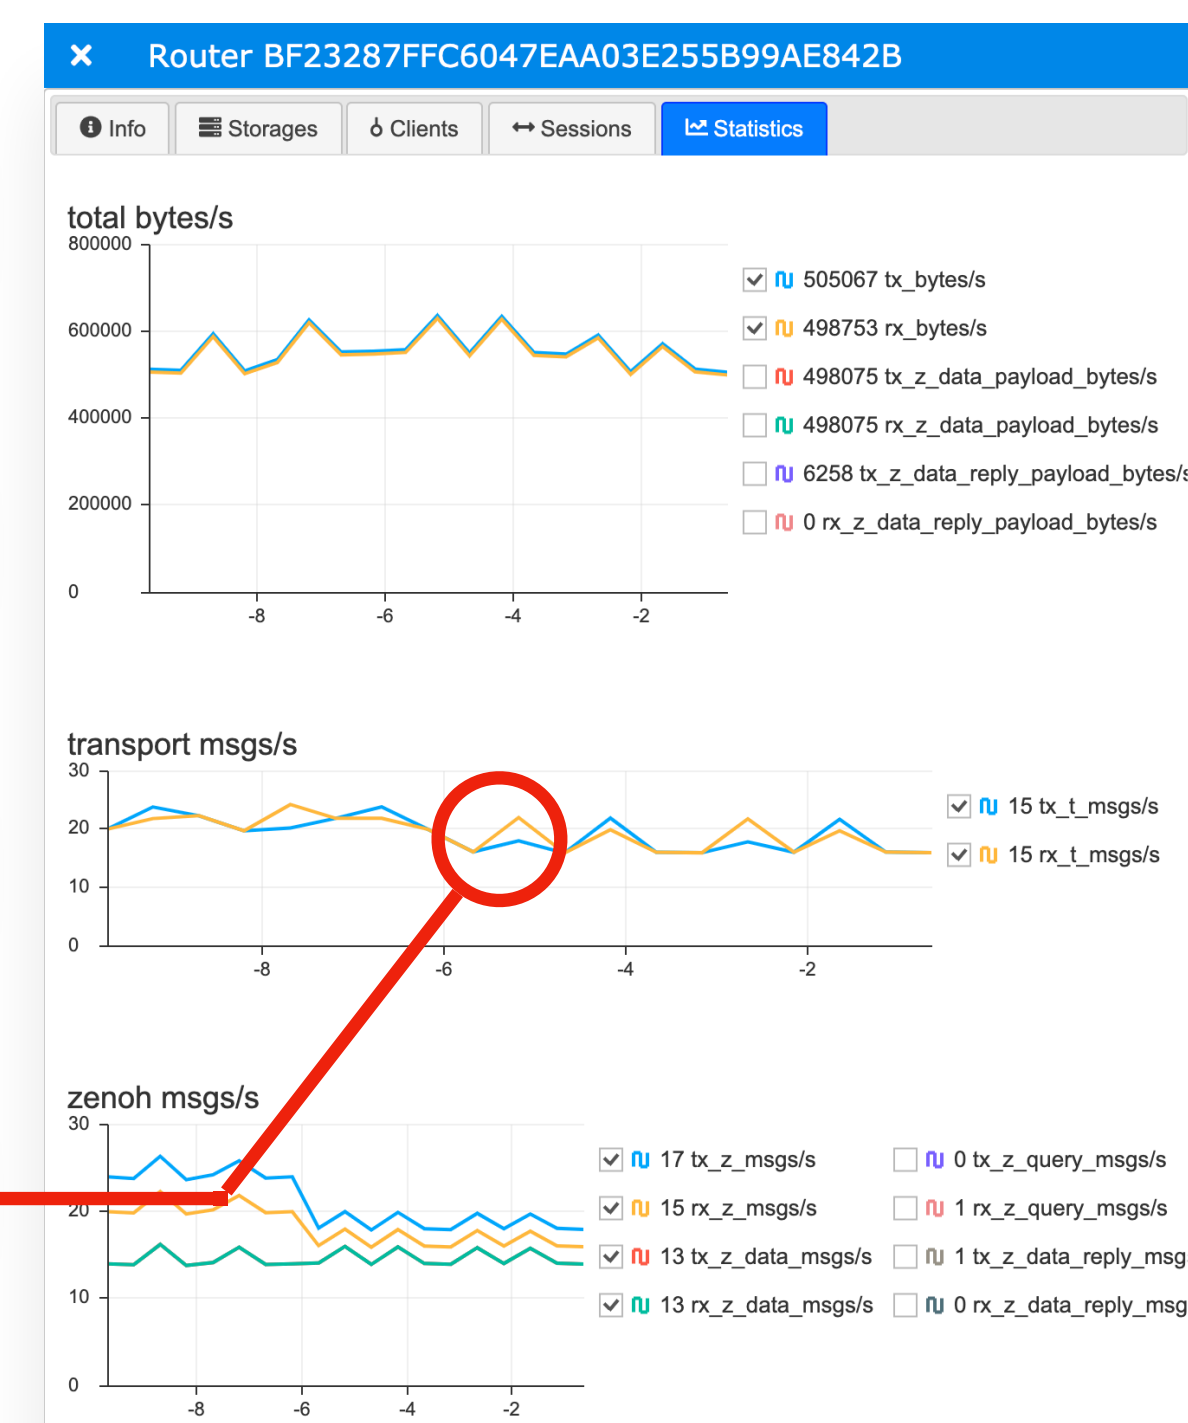 Router BF23287FFC6047EAA03E255B99AE842B
Info Storages Clients Sessions Statistics
total bytes/s
800000
600000
400000
200000
0
-8 -6 -4 -2
505067 tx_bytes/s
498753 rx_bytes/s
498075 tx_z_data_payload_bytes/s
498075 rx_z_data_payload_bytes/s
6258 tx_z_data_reply_payload_bytes/s
0 rx_z_data_reply_payload_bytes/s
transport msgs/s
30
20
10
0
-8 -6 -4 -2
15 tx_t_msgs/s
15 rx_t_msgs/s
zenoh msgs/s
30
20
10
0
-8 -6 -4 -2
17 tx_z_msgs/s
15 rx_z_msgs/s
13 tx_z_data_msgs/s
13 rx_z_data_msgs/s
0 tx_z_query_msgs/s
1 rx_z_query_msgs/s
1 tx_z_data_reply_msg
0 rx_z_data_reply_msg